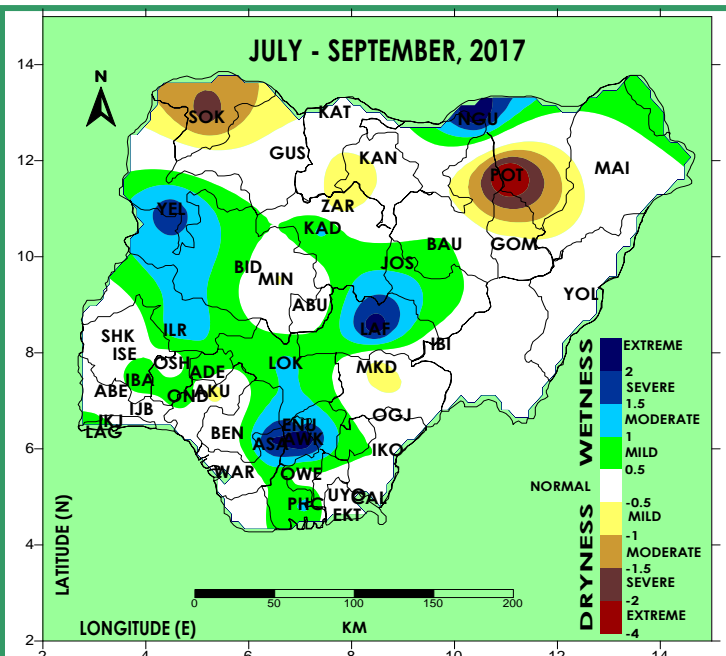 JULY - SEPTEMBER, 2017
N
14
12
10
8
6
4
2
SOK
KAT
NGU
GUS
KAN
POT
MAI
ZAR
YEL
KAD
BAU
GOM
BID
MIN
JOS
ABU
YOL
SHK
ILR
LAF
IBI
ISE
OSH
ADE
LOK
MKD
IBA
ABE
OND
AKU
IJB
OGJ
IKJ
LAG
BEN
ENU
ASA
AWK
IKO
WAR
OWE
PHC
UYO
CAL
EKT
WETNESS
DRYNESS
EXTREME
2
SEVERE
1.5
MODERATE
1
MILD
0.5
NORMAL
-0.5
MILD
-1
MODERATE
-1.5
SEVERE
-2
EXTREME
-4
LATITUDE (N)
0 50 100 150 200
KM
LONGITUDE (E)
2 4 6 8 10 12 14